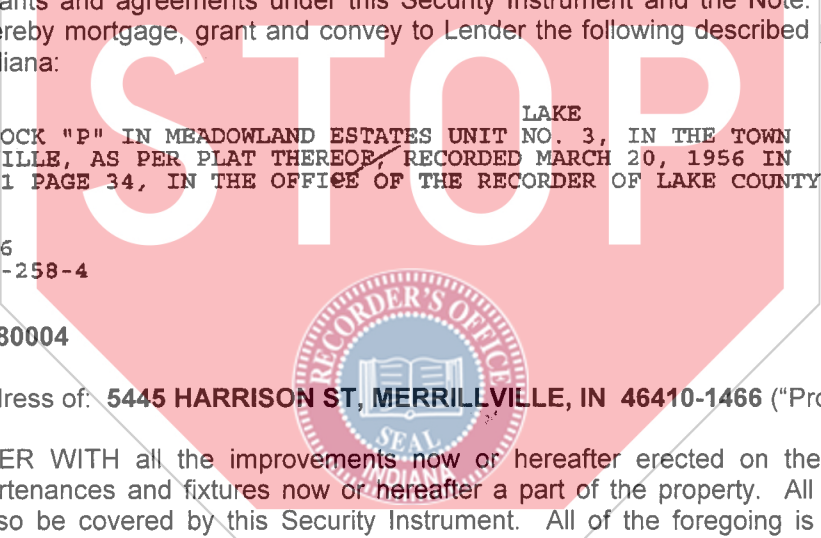 ants and agreements under this Security Instrument and the Note.
ereby mortgage, grant and convey to Lender the following described
diana:
STOP
LAKE
OCK "P" IN MEADOWLAND ESTATES UNIT NO. 3, IN THE TOWN
ILLE, AS PER PLAT THEREOF, RECORDED MARCH 20, 1956 IN
1 PAGE 34, IN THE OFFICE OF THE RECORDER OF LAKE COUNTY
6
-258-4
RECORDER'S OFFICE
80004
dress of: 5445 HARRISON ST, MERRILLVILLE, IN 46410-1466 ("Pro
SEAL
INDIANA
ER WITH all the improvements now or hereafter erected on the
rtenances and fixtures now or hereafter a part of the property. All
so be covered by this Security Instrument. All of the foregoing is